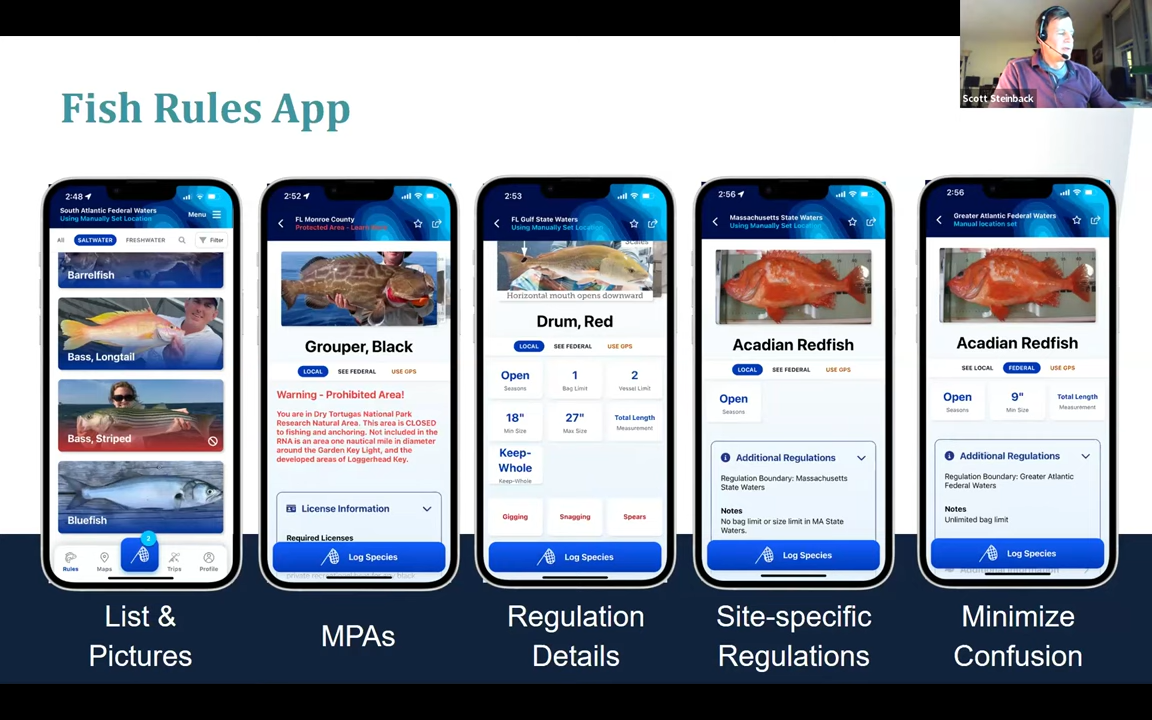 Scott Steinback
Fish Rules App
2:48
South Atlantic Federal Waters
Using Manually Set Location
Menu
All SALTWATER FRESHWATER Filter
Barrelfish
Bass, Longtail
Bass, Striped
Bluefish
2
Rules Maps Trips Profile
List &
Pictures
2:52
FL Monroe County
Protected Area - Learn More
Grouper, Black
LOCAL SEE FEDERAL USE GPS
Warning - Prohibited Area!
You are in Dry Tortugas National Park
Research Natural Area. This area is CLOSED
to fishing and anchoring. Not included in the
RNA is an area one nautical mile in diameter
around the Garden Key Light, and the
developed areas of Loggerhead Key.
License Information
Required Licenses
Log Species
MPAs
2:53
FL Gulf State Waters
Using Manually Set Location
Scales
Horizontal mouth opens downward
Drum, Red
LOCAL SEE FEDERAL USE GPS
Open 1 2
Seasons Bag Limit Vessel Limit
18" 27" Total Length
Min Size Max Size Measurement
Keep-
Whole
Keep-Whole
Gigging Snagging Spears
Log Species
Regulation
Details
2:56
Massachusetts State Waters
Using Manually Set Location
Acadian Redfish
LOCAL SEE FEDERAL USE GPS
Open
Seasons
Additional Regulations
Regulation Boundary: Massachusetts
State Waters
Notes
No bag limit or size limit in MA State
Waters.
Log Species
Site-specific
Regulations
2:56
Greater Atlantic Federal Waters
Manual location set
Acadian Redfish
SEE LOCAL FEDERAL USE GPS
Open 9" Total Length
Seasons Min Size Measurement
Additional Regulations
Regulation Boundary: Greater Atlantic
Federal Waters
Notes
Unlimited bag limit
Log Species
Minimize
Confusion